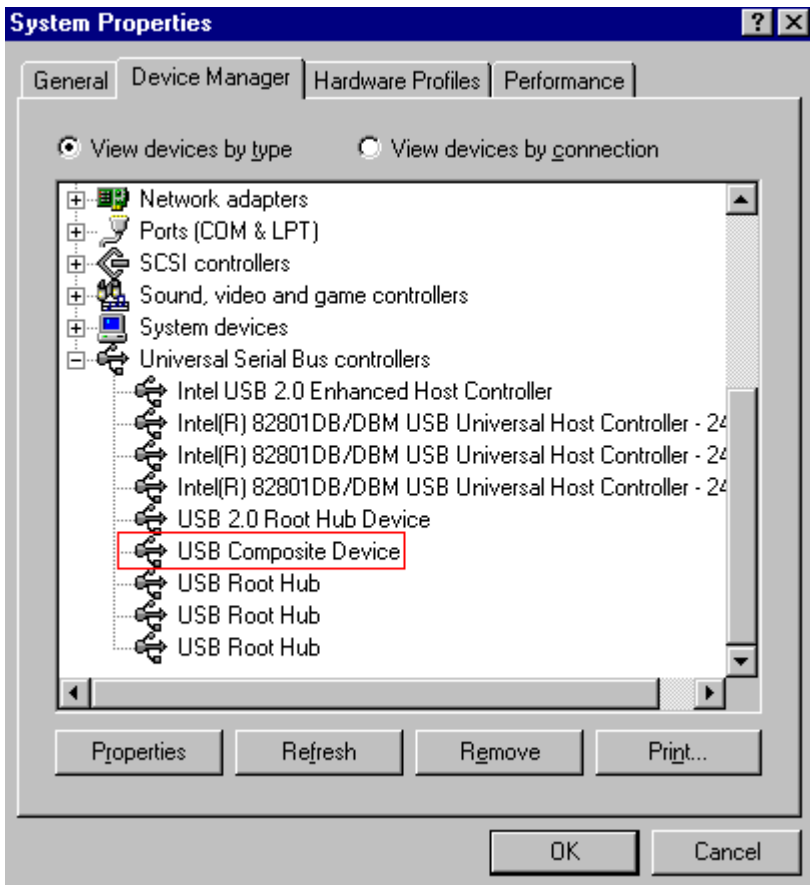 System Properties
General Device Manager Hardware Profiles Performance
View devices by type View devices by connection
Network adapters
Ports (COM & LPT)
SCSI controllers
Sound, video and game controllers
System devices
Universal Serial Bus controllers
Intel USB 2.0 Enhanced Host Controller
Intel(R) 82801DB/DBM USB Universal Host Controller - 24
Intel(R) 82801DB/DBM USB Universal Host Controller - 24
Intel(R) 82801DB/DBM USB Universal Host Controller - 24
USB 2.0 Root Hub Device
USB Composite Device
USB Root Hub
USB Root Hub
USB Root Hub
Properties Refresh Remove Print...
OK Cancel